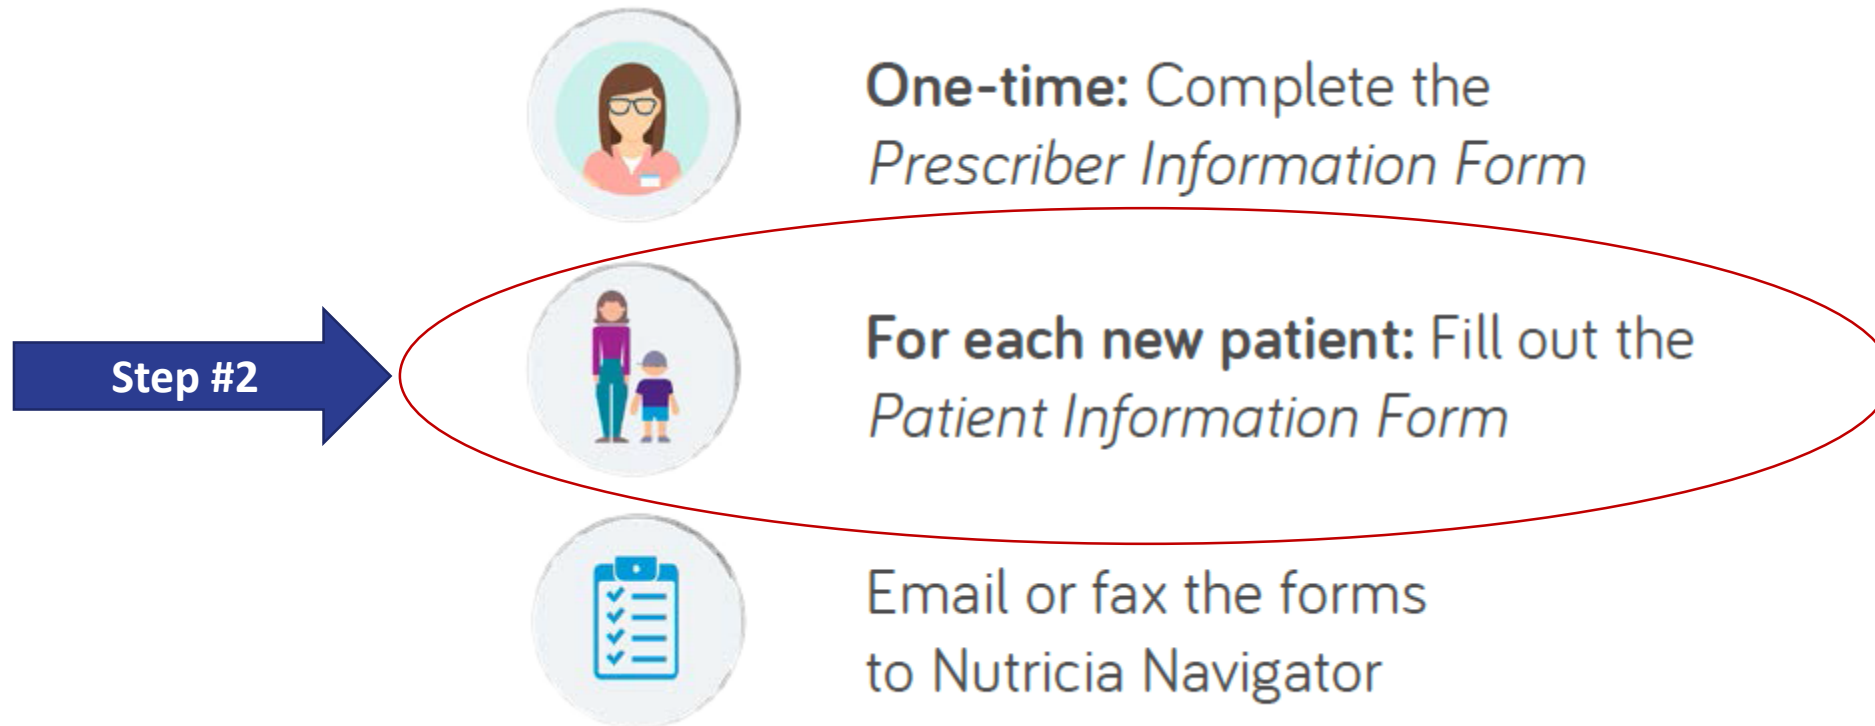 One-time: Complete the
Prescriber Information Form
Step #2
For each new patient: Fill out the
Patient Information Form
Email or fax the forms
to Nutricia Navigator